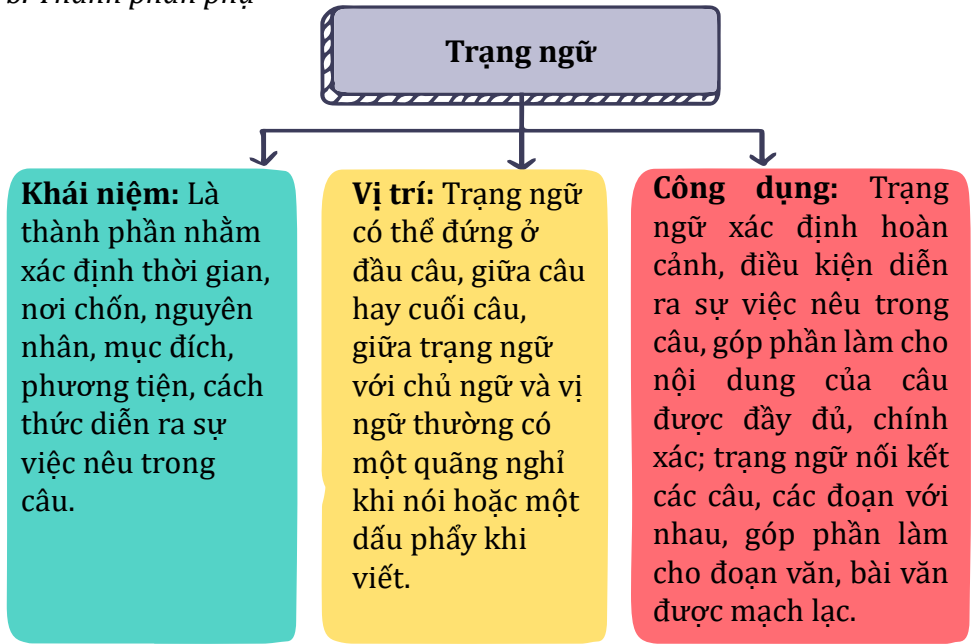 b. Thành phần phụ
Trạng ngữ
Khái niệm: Là
thành phần nhằm
xác định thời gian,
nơi chốn, nguyên
nhân, mục đích,
phương tiện, cách
thức diễn ra sự
việc nêu trong
câu.
Vị trí: Trạng ngữ
có thể đứng ở
đầu câu, giữa câu
hay cuối câu,
giữa trạng ngữ
với chủ ngữ và vị
ngữ thường có
một quãng nghỉ
khi nói hoặc một
dấu phẩy khi
viết.
Công dụng: Trạng
ngữ xác định hoàn
cảnh, điều kiện diễn
ra sự việc nêu trong
câu, góp phần làm cho
nội dung của câu
được đầy đủ, chính
xác; trạng ngữ nối kết
các câu, các đoạn với
nhau, góp phần làm
cho đoạn văn, bài văn
được mạch lạc.